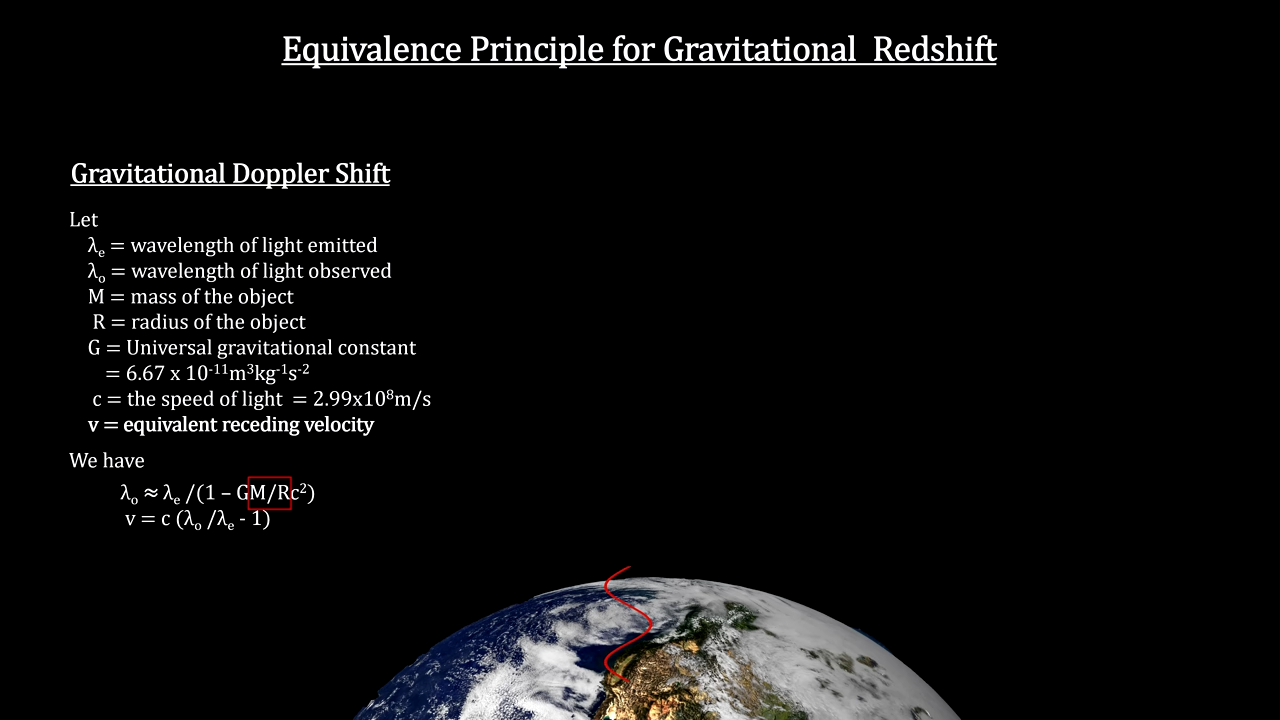 Equivalence Principle for Gravitational  Redshift
Gravitational Doppler Shift
Let
λₑ = wavelength of light emitted
λₒ = wavelength of light observed
M = mass of the object
R = radius of the object
G = Universal gravitational constant
= 6.67 x 10⁻¹¹m³kg⁻¹s⁻²
c = the speed of light  = 2.99x10⁸m/s
v = equivalent receding velocity
We have
λₒ ≈ λₑ /(1 – GM/Rc²)
v = c (λₒ /λₑ - 1)